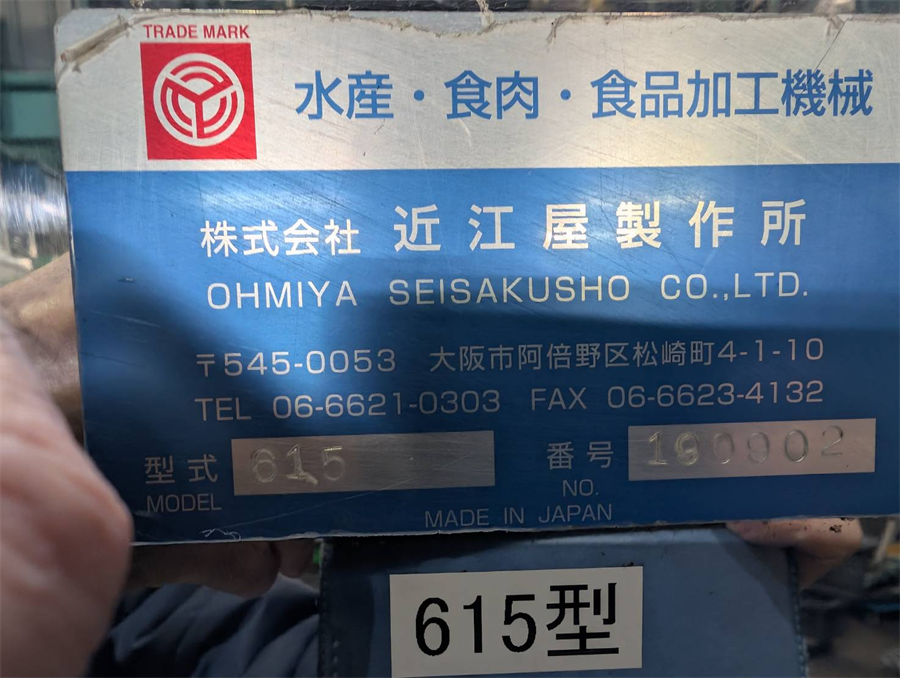 TRADE MARK
水産・食肉・食品加工機械
株式会社 近江屋製作所
OHMIYA SEISAKUSHO CO.,LTD.
〒545-0053 大阪市阿倍野区松崎町4-1-10
TEL 06-6621-0303 FAX 06-6623-4132
型式 615 番号 190902
MODEL NO.
MADE IN JAPAN
615型